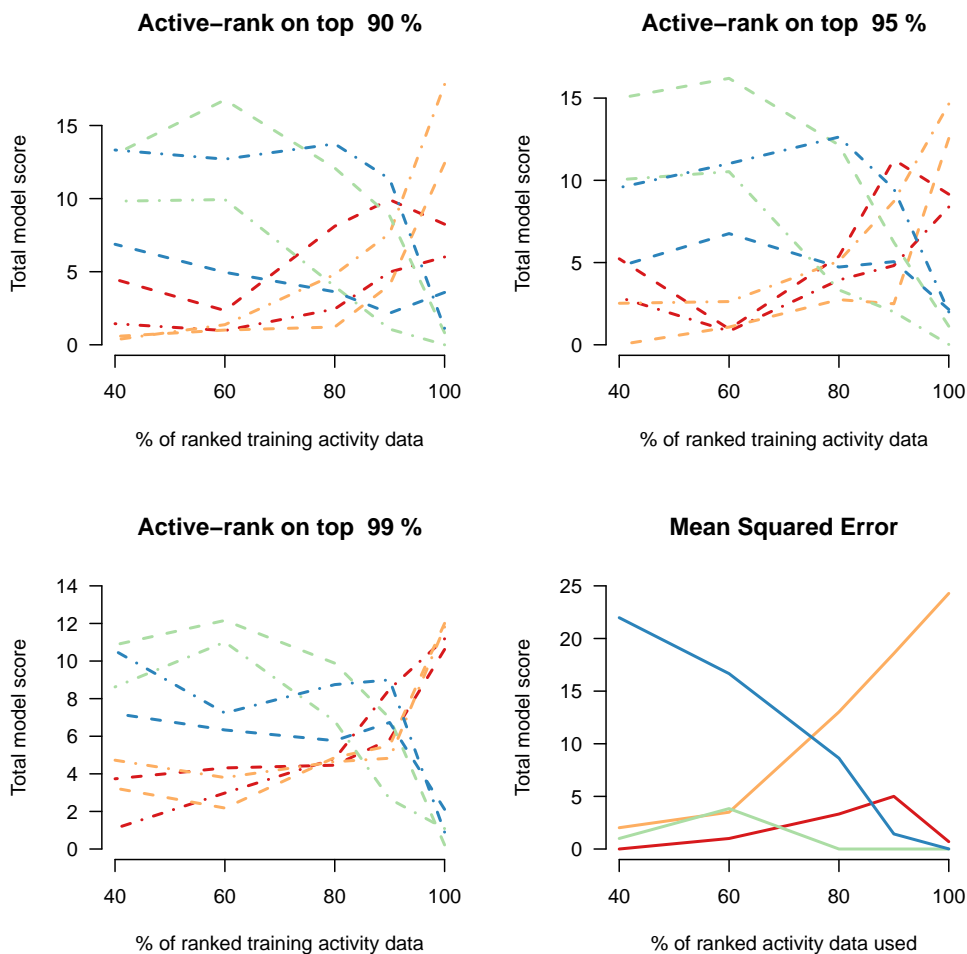 Active−rank on top 90 %
Total model score
15
10
5
0
40 60 80 100
% of ranked training activity data
Active−rank on top 95 %
Total model score
15
10
5
0
40 60 80 100
% of ranked training activity data
Active−rank on top 99 %
Total model score
14
12
10
8
6
4
2
0
40 60 80 100
% of ranked training activity data
Mean Squared Error
Total model score
25
20
15
10
5
0
40 60 80 100
% of ranked activity data used